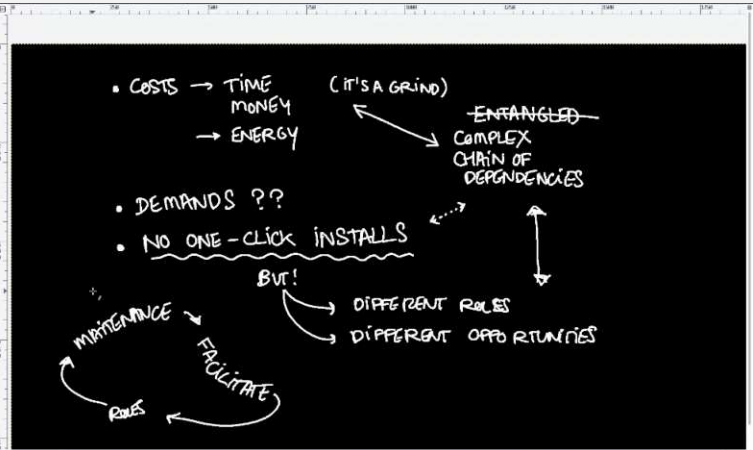 • COSTS → TIME
MONEY
→ ENERGY
(IT'S A GRIND)
ENTANGLED
COMPLEX
CHAIN OF
DEPENDENCIES
• DEMANDS ??
• NO ONE-CLICK INSTALLS
BUT!
DIFFERENT ROLES
DIFFERENT OPPORTUNITIES
MAINTENANCE
FACILITATE
ROLES